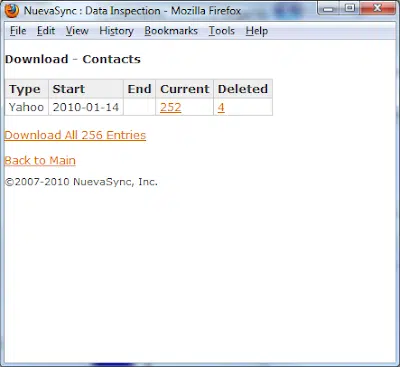 NuevaSync : Data Inspection - Mozilla Firefox
File Edit View History Bookmarks Tools Help
Download - Contacts
Type Start End Current Deleted
Yahoo 2010-01-14 252 4
Download All 256 Entries
Back to Main
©2007-2010 NuevaSync, Inc.